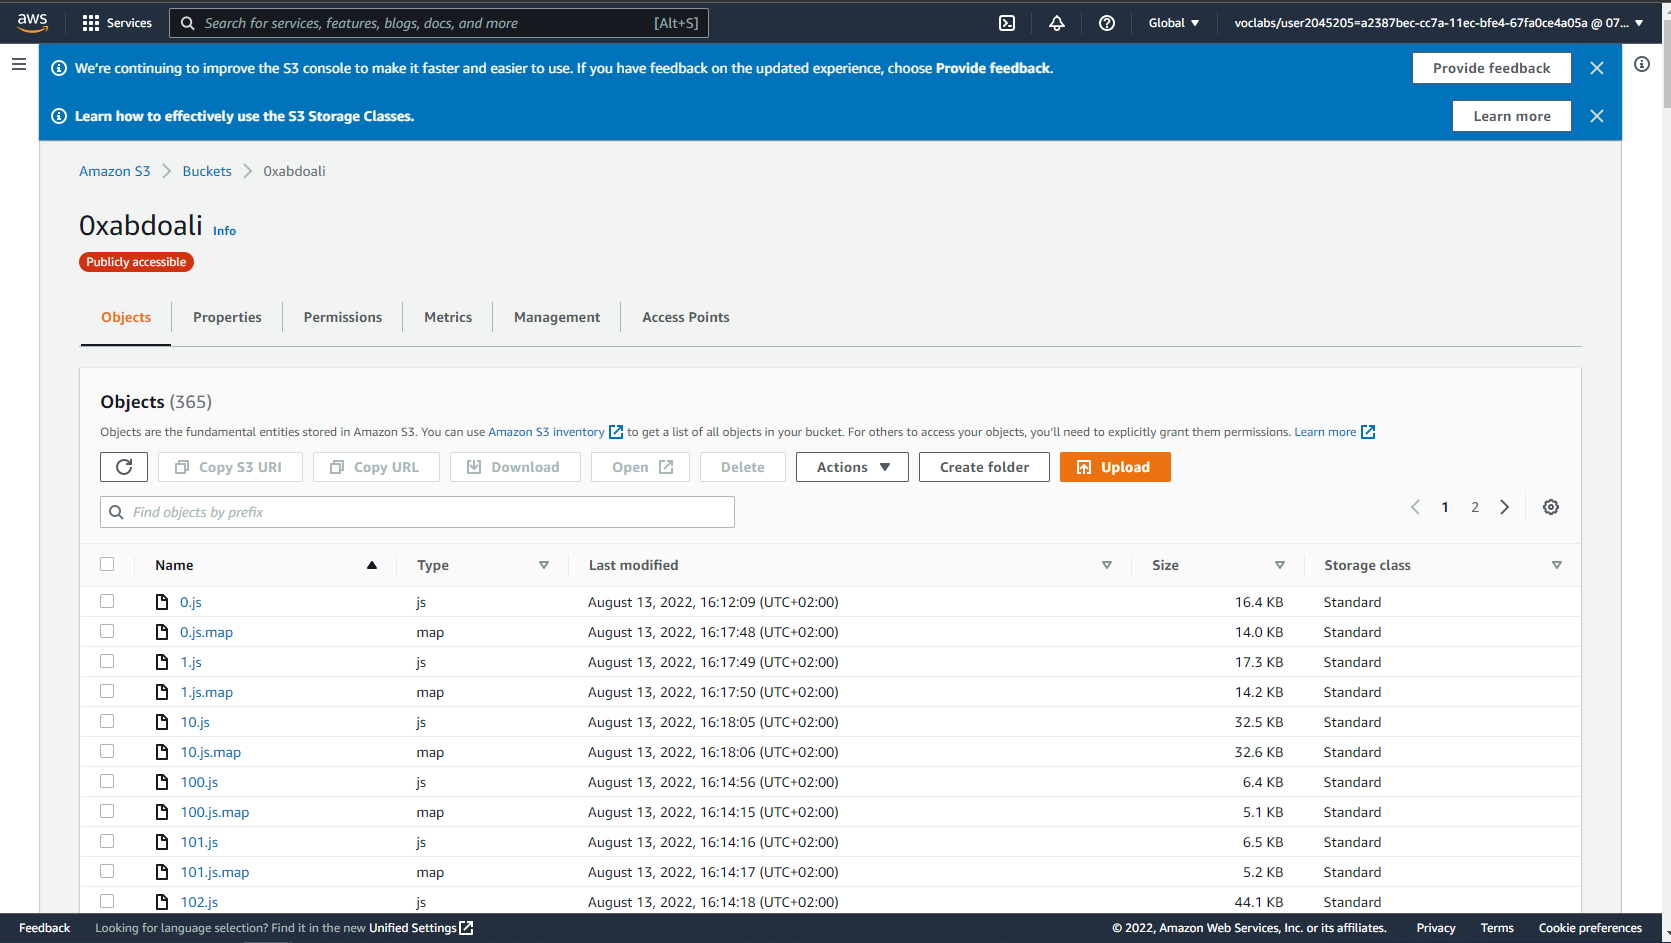 aws
Services
Search for services, features, blogs, docs, and more [Alt+S]
Global
voclabs/user2045205=a2387bec-cc7a-11ec-bfe4-67fa0ce4a05a @ 07...
We're continuing to improve the S3 console to make it faster and easier to use. If you have feedback on the updated experience, choose Provide feedback.
Provide feedback
Learn how to effectively use the S3 Storage Classes.
Learn more
Amazon S3 > Buckets > 0xabdoali
0xabdoali Info
Publicly accessible
Objects Properties Permissions Metrics Management Access Points
Objects (365)
Objects are the fundamental entities stored in Amazon S3. You can use Amazon S3 inventory to get a list of all objects in your bucket. For others to access your objects, you'll need to explicitly grant them permissions. Learn more
Copy S3 URI Copy URL Download Open Delete Actions Create folder Upload
Find objects by prefix
1 2
Name Type Last modified Size Storage class
0.js js August 13, 2022, 16:12:09 (UTC+02:00) 16.4 KB Standard
0.js.map map August 13, 2022, 16:17:48 (UTC+02:00) 14.0 KB Standard
1.js js August 13, 2022, 16:17:49 (UTC+02:00) 17.3 KB Standard
1.js.map map August 13, 2022, 16:17:50 (UTC+02:00) 14.2 KB Standard
10.js js August 13, 2022, 16:18:05 (UTC+02:00) 32.5 KB Standard
10.js.map map August 13, 2022, 16:18:06 (UTC+02:00) 32.6 KB Standard
100.js js August 13, 2022, 16:14:56 (UTC+02:00) 6.4 KB Standard
100.js.map map August 13, 2022, 16:14:15 (UTC+02:00) 5.1 KB Standard
101.js js August 13, 2022, 16:14:16 (UTC+02:00) 6.5 KB Standard
101.js.map map August 13, 2022, 16:14:17 (UTC+02:00) 5.2 KB Standard
102.js js August 13, 2022, 16:14:18 (UTC+02:00) 44.1 KB Standard
Feedback Looking for language selection? Find it in the new Unified Settings © 2022, Amazon Web Services, Inc. or its affiliates. Privacy Terms Cookie preferences